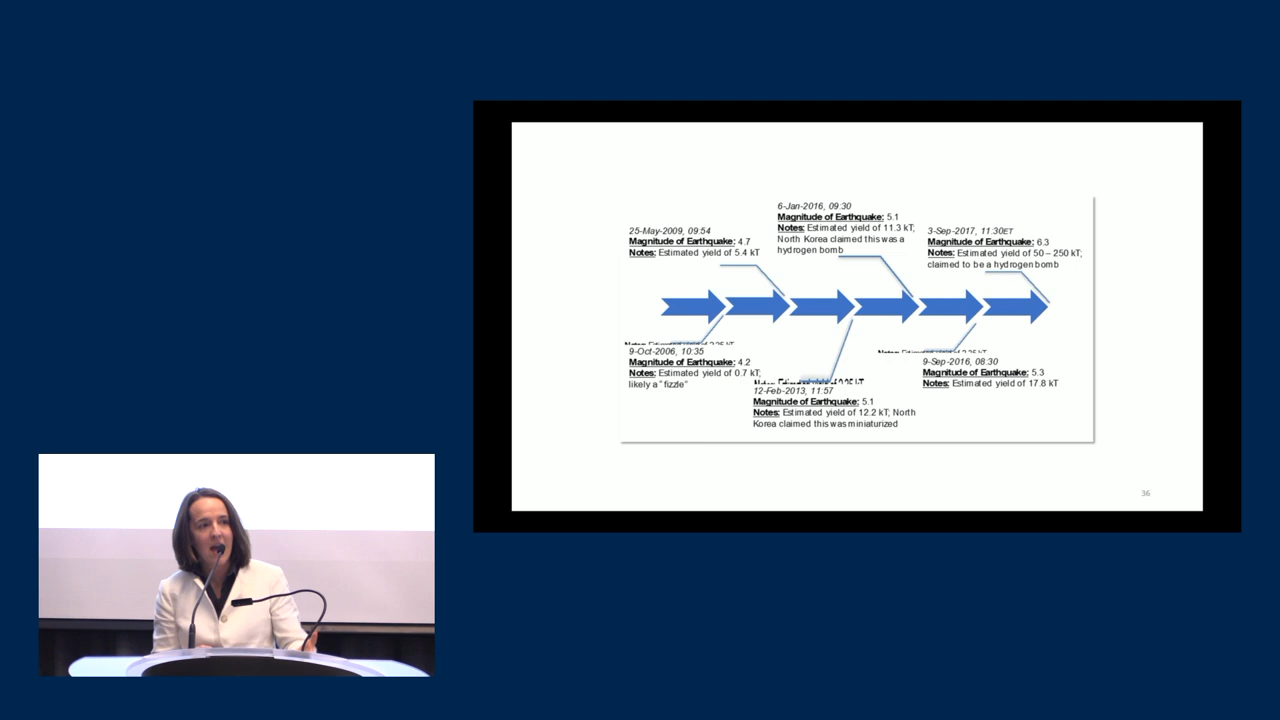 6-Jan-2016, 09:30
Magnitude of Earthquake: 5.1
Notes: Estimated yield of 11.3 kT;
North Korea claimed this was a
hydrogen bomb
25-May-2009, 09:54
Magnitude of Earthquake: 4.7
Notes: Estimated yield of 5.4 kT
3-Sep-2017, 11:30ET
Magnitude of Earthquake: 6.3
Notes: Estimated yield of 50 – 250 kT;
claimed to be a hydrogen bomb
9-Oct-2006, 10:35
Magnitude of Earthquake: 4.2
Notes: Estimated yield of 0.7 kT;
likely a "fizzle"
12-Feb-2013, 11:57
Magnitude of Earthquake: 5.1
Notes: Estimated yield of 12.2 kT; North
Korea claimed this was miniaturized
9-Sep-2016, 08:30
Magnitude of Earthquake: 5.3
Notes: Estimated yield of 17.8 kT
36